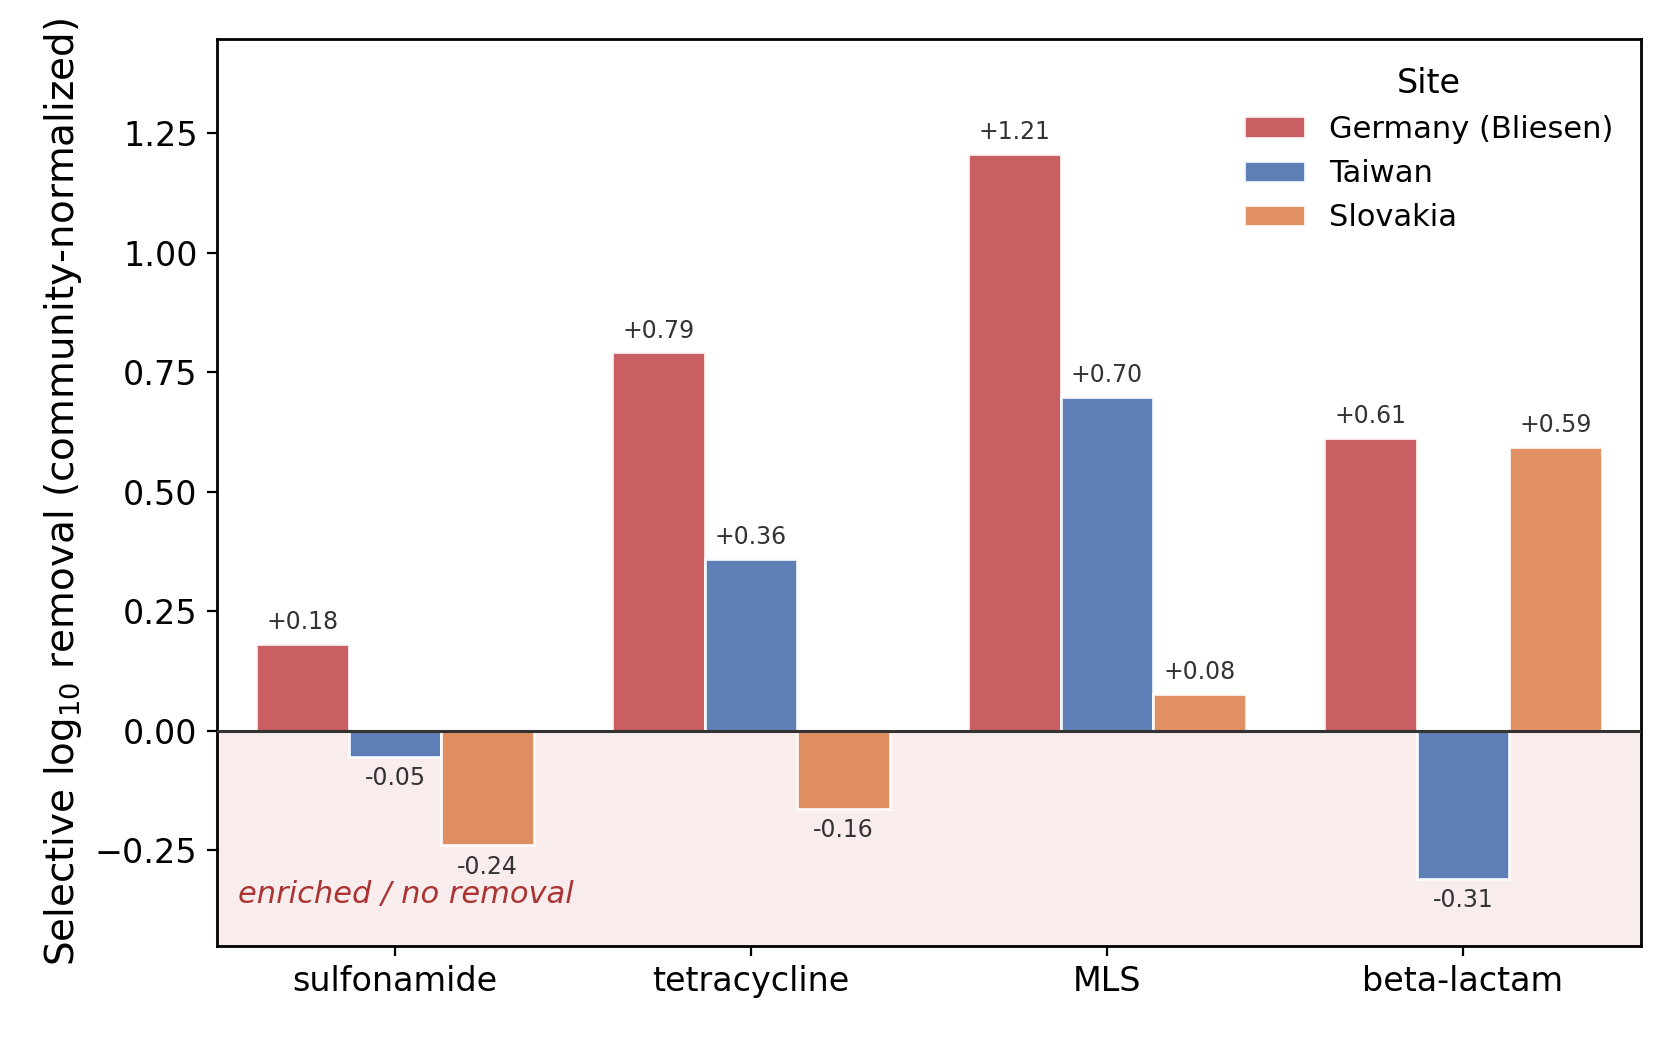 Selective log10 removal (community-normalized)
1.25
1.00
0.75
0.50
0.25
0.00
−0.25
Site
Germany (Bliesen)
Taiwan
Slovakia
+0.18
-0.05
-0.24
+0.79
+0.36
-0.16
+1.21
+0.70
+0.08
+0.61
-0.31
+0.59
enriched / no removal
sulfonamide
tetracycline
MLS
beta-lactam